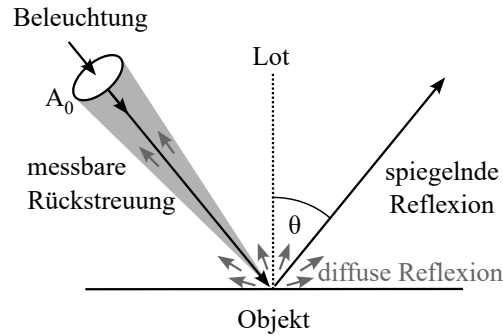 Beleuchtung
Lot
A₀
messbare
Rückstreuung
spiegelnde
Reflexion
θ
diffuse Reflexion
Objekt